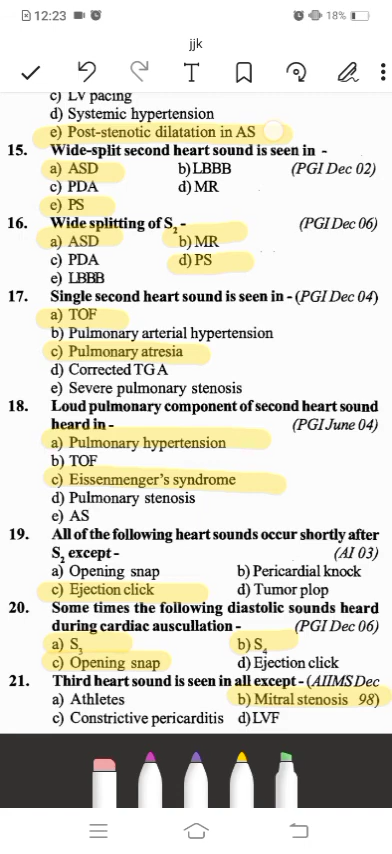 12:23
18%
jjk
T
c) LV pacing
d) Systemic hypertension
e) Post-stenotic dilatation in AS
15. Wide-split second heart sound is seen in -
a) ASD b) LBBB (PGI Dec 02)
c) PDA d) MR
e) PS
16. Wide splitting of S2 - (PGI Dec 06)
a) ASD b) MR
c) PDA d) PS
e) LBBB
17. Single second heart sound is seen in - (PGI Dec 04)
a) TOF
b) Pulmonary arterial hypertension
c) Pulmonary atresia
d) Corrected TGA
e) Severe pulmonary stenosis
18. Loud pulmonary component of second heart sound
heard in - (PGI June 04)
a) Pulmonary hypertension
b) TOF
c) Eissenmenger's syndrome
d) Pulmonary stenosis
e) AS
19. All of the following heart sounds occur shortly after
S2 except - (AI 03)
a) Opening snap b) Pericardial knock
c) Ejection click d) Tumor plop
20. Some times the following diastolic sounds heard
during cardiac auscullation - (PGI Dec 06)
a) S3 b) S4
c) Opening snap d) Ejection click
21. Third heart sound is seen in all except - (AIIMS Dec
a) Athletes b) Mitral stenosis 98)
c) Constrictive pericarditis d) LVF